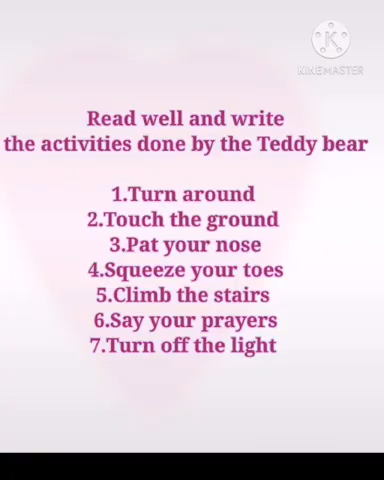 KINEMASTER
Read well and write
the activities done by the Teddy bear
1.Turn around
2.Touch the ground
3.Pat your nose
4.Squeeze your toes
5.Climb the stairs
6.Say your prayers
7.Turn off the light